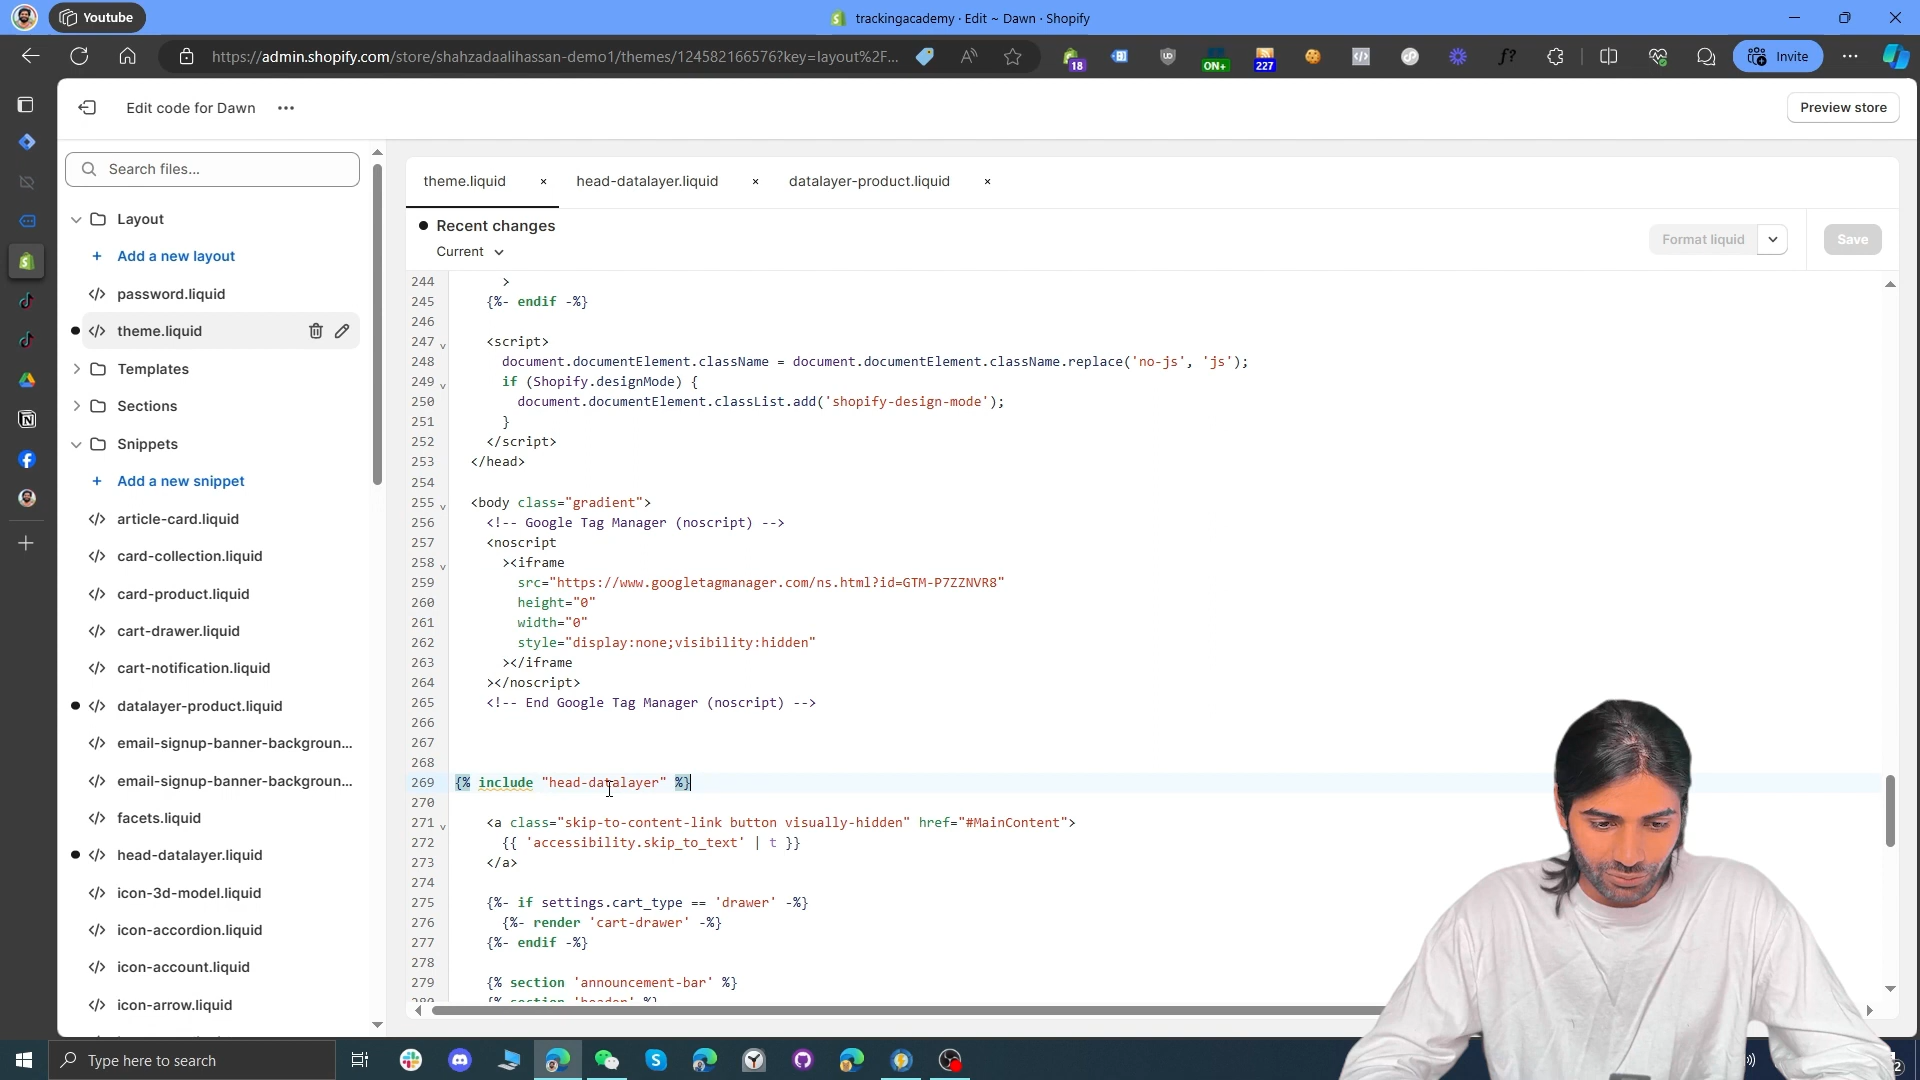 Youtube
trackingacademy · Edit ~ Dawn · Shopify
https://admin.shopify.com/store/shahzadaalihassan-demo1/themes/124582166576?key=layout%2F...
18
ON+
227
Invite
Edit code for Dawn
Preview store
Search files...
Layout
Add a new layout
password.liquid
theme.liquid
Templates
Sections
Snippets
Add a new snippet
article-card.liquid
card-collection.liquid
card-product.liquid
cart-drawer.liquid
cart-notification.liquid
datalayer-product.liquid
email-signup-banner-backgroun...
email-signup-banner-backgroun...
facets.liquid
head-datalayer.liquid
icon-3d-model.liquid
icon-accordion.liquid
icon-account.liquid
icon-arrow.liquid
theme.liquid × head-datalayer.liquid × datalayer-product.liquid ×
Recent changes
Current
Format liquid
Save
244 >
245 {%- endif -%}
246
247 <script>
248 document.documentElement.className = document.documentElement.className.replace('no-js', 'js');
249 if (Shopify.designMode) {
250 document.documentElement.classList.add('shopify-design-mode');
251 }
252 </script>
253 </head>
254
255 <body class="gradient">
256 <!-- Google Tag Manager (noscript) -->
257 <noscript
258 ><iframe
259 src="https://www.googletagmanager.com/ns.html?id=GTM-P7ZZNVR8"
260 height="0"
261 width="0"
262 style="display:none;visibility:hidden"
263 ></iframe
264 ></noscript>
265 <!-- End Google Tag Manager (noscript) -->
266
267
268
269 {% include "head-datalayer" %}
270
271 <a class="skip-to-content-link button visually-hidden" href="#MainContent">
272 {{ 'accessibility.skip_to_text' | t }}
273 </a>
274
275 {%- if settings.cart_type == 'drawer' -%}
276 {%- render 'cart-drawer' -%}
277 {%- endif -%}
278
279 {% section 'announcement-bar' %}
280 {% section 'header' %}
Type here to search